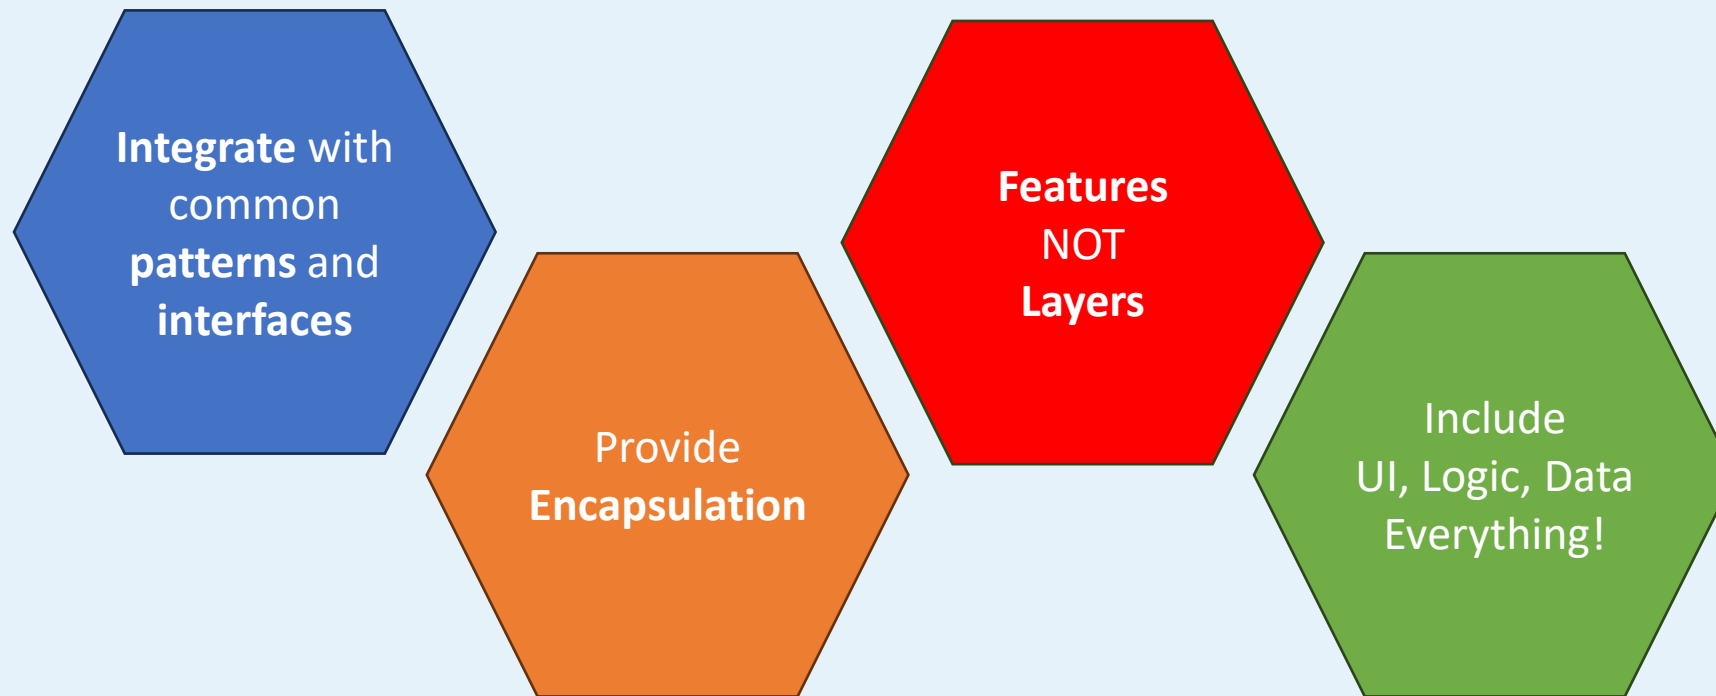 Integrate with
common
patterns and
interfaces
Provide
Encapsulation
Features
NOT
Layers
Include
UI, Logic, Data
Everything!